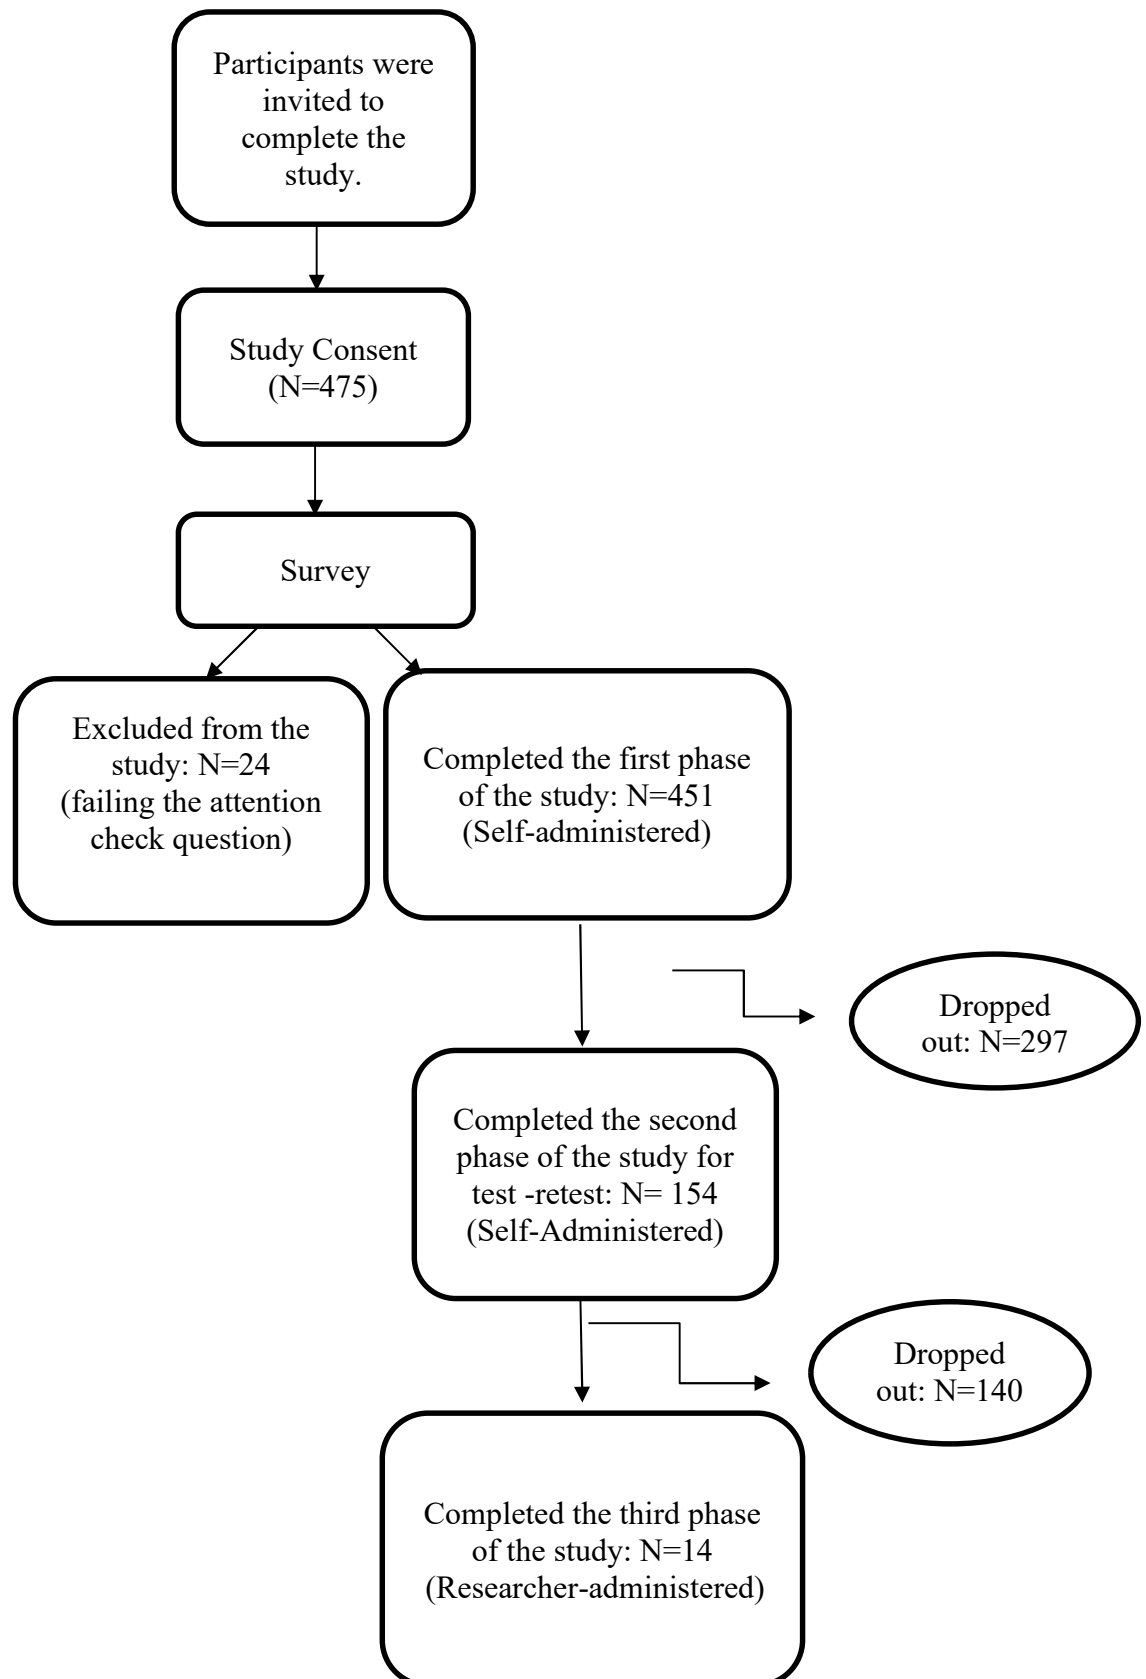 Participants were
invited to
complete the
study.
Study Consent
(N=475)
Survey
Excluded from the
study: N=24
(failing the attention
check question)
Completed the first phase
of the study: N=451
(Self-administered)
Dropped
out: N=297
Completed the second
phase of the study for
test -retest: N= 154
(Self-Administered)
Dropped
out: N=140
Completed the third phase
of the study: N=14
(Researcher-administered)